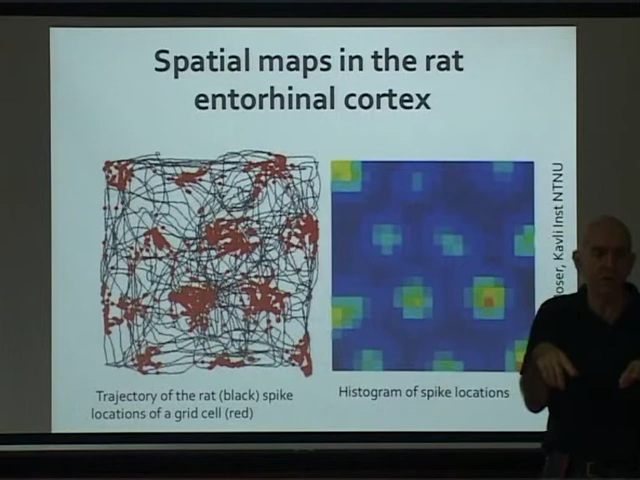 Spatial maps in the rat
entorhinal cortex
Trajectory of the rat (black) spike
locations of a grid cell (red)
Histogram of spike locations
Kavli Inst NTNU